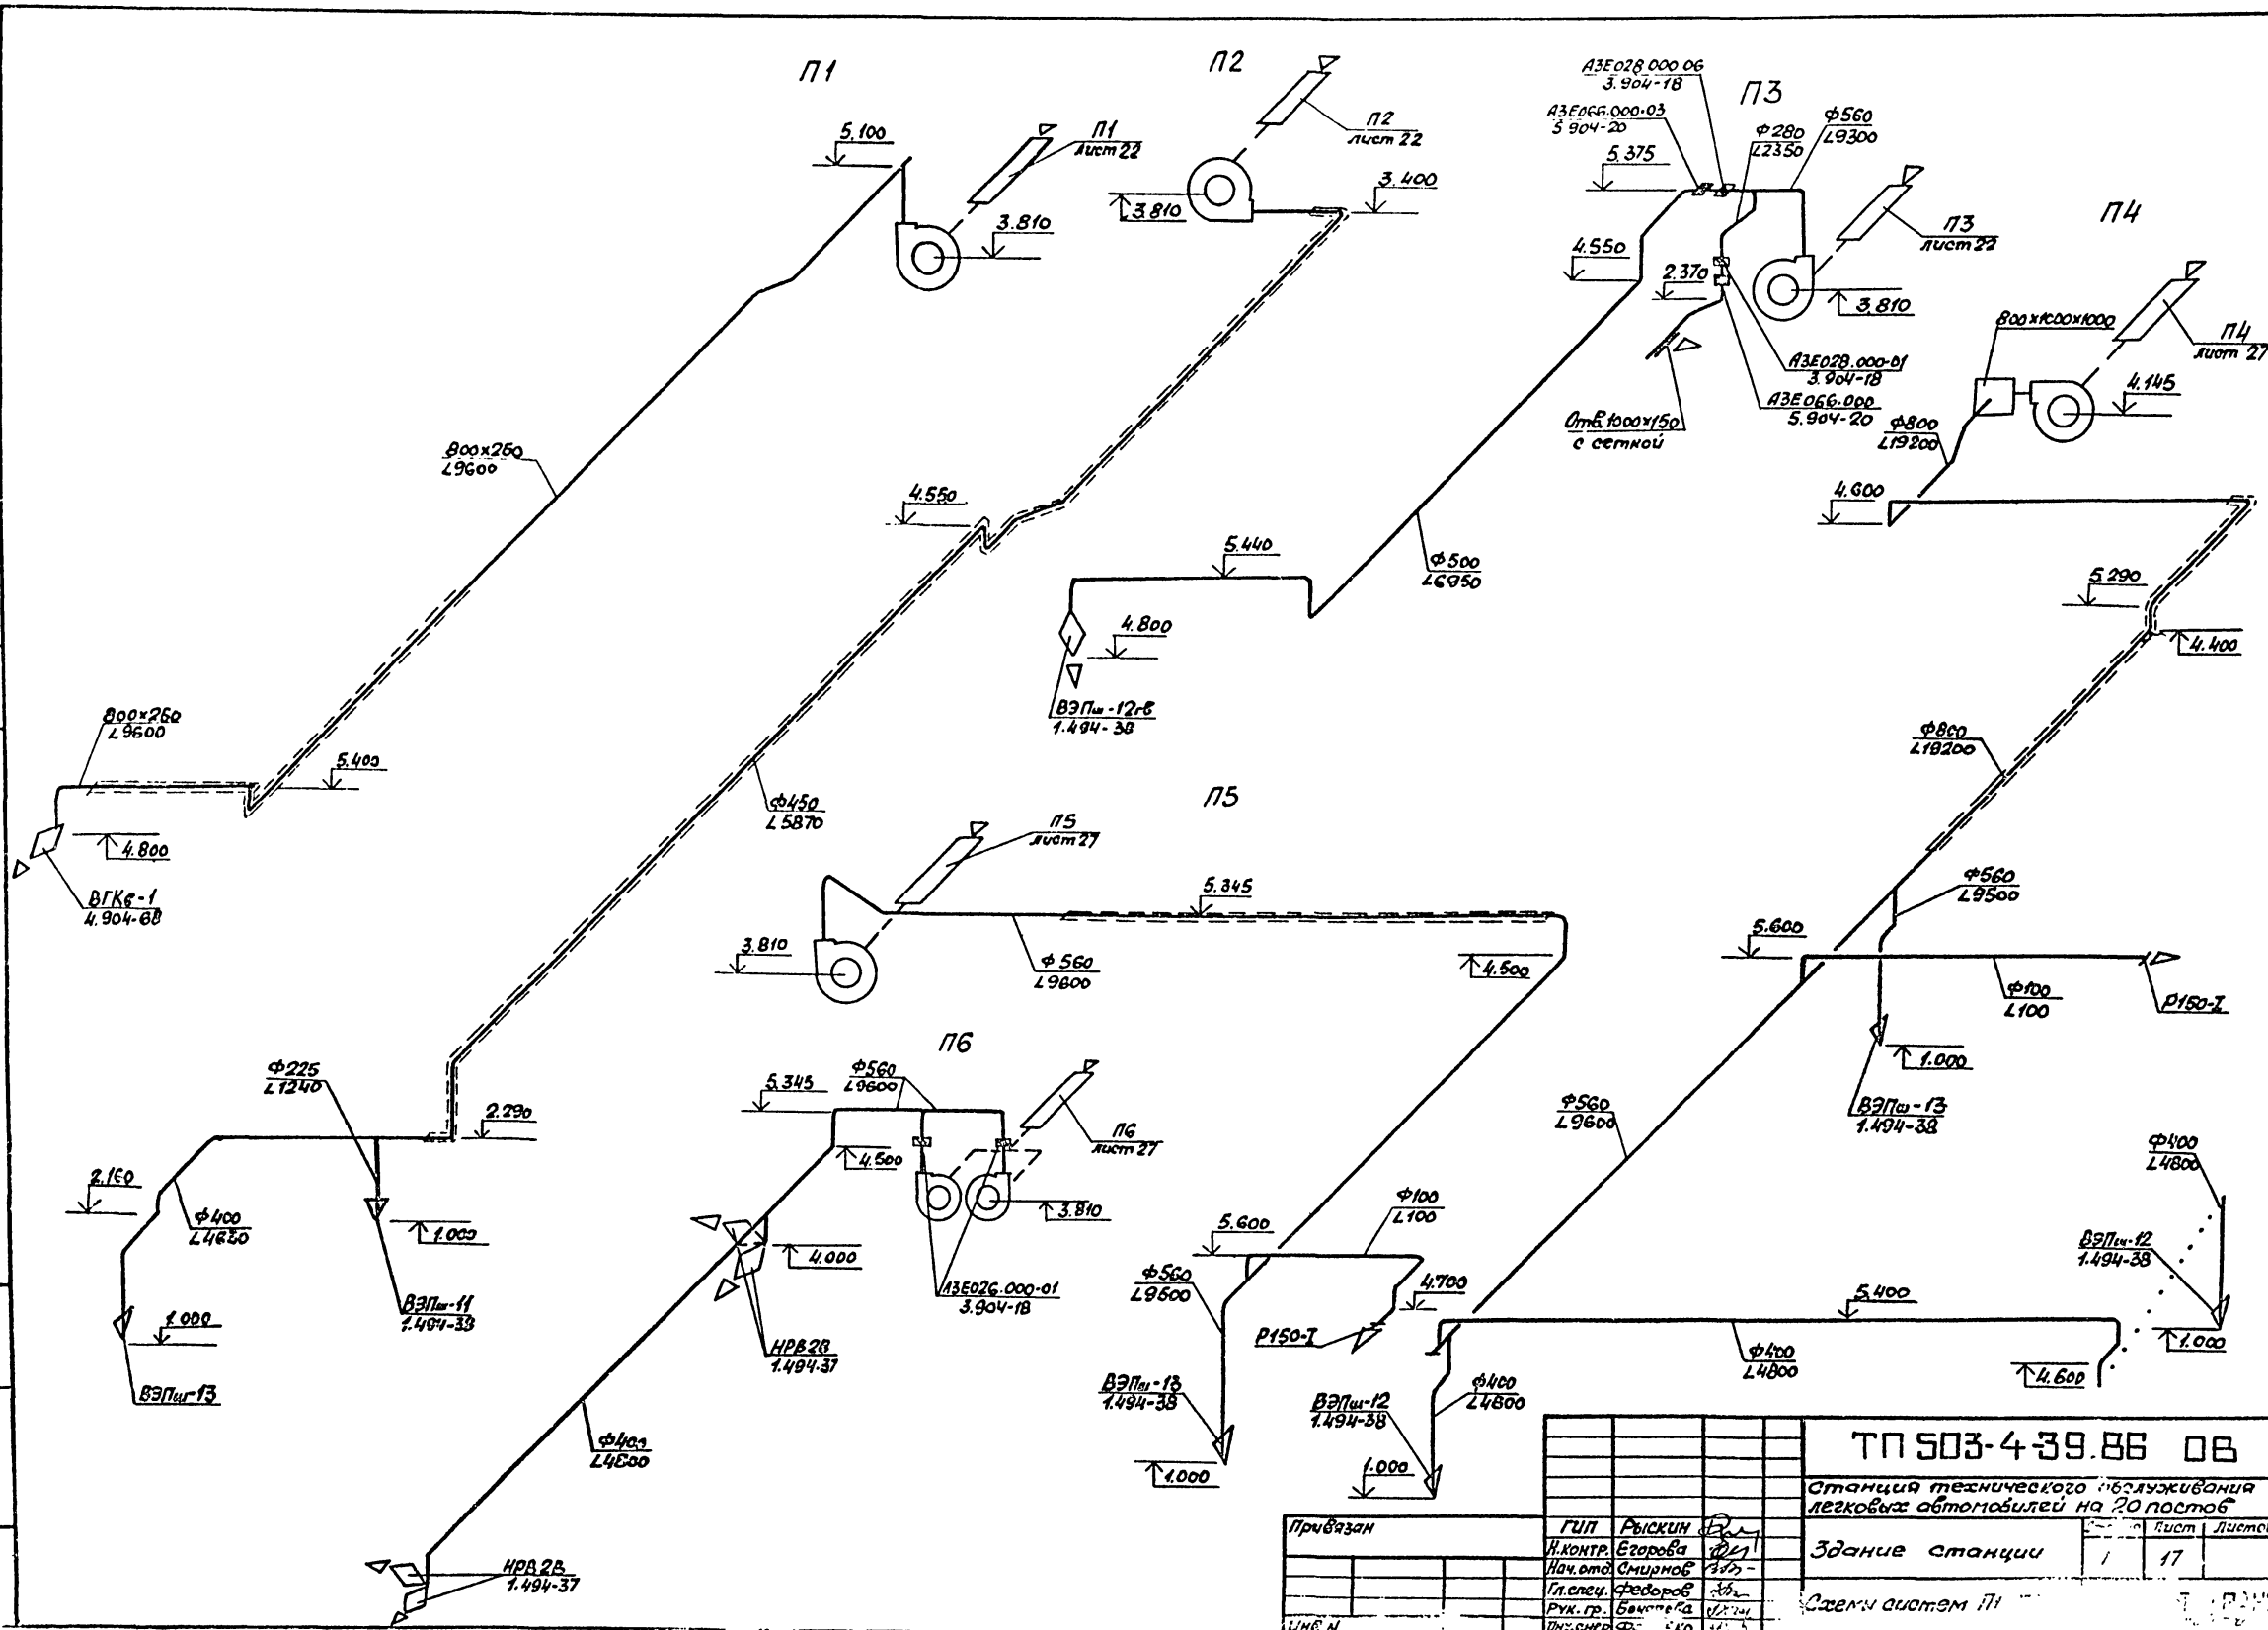 П1
5.100
П1
лист 22
3.810
800х250
L9600
800х250
L9600
5.400
4.800
ВГК6-1
4.904-68
П2
П2
лист 22
3.810
3.400
4.550
Ф450
L5870
2.290
Ф225
L1240
2.160
Ф400
L4630
1.000
1.000
ВЭПш-11
1.494-38
ВЭПш-13
П3
А3Е028.000 06
3.904-18
А3Е066.000-03
5.904-20
Ф280
L2350
Ф560
L9300
5.375
4.550
2.370
П3
лист 22
3.810
А3Е028.000-01
3.904-18
А3Е066.000
5.904-20
Отв.1000х150
с сеткой
Ф500
L6950
5.440
4.800
ВЭПш-12гв
1.494-38
П4
800х1000х1000
П4
лист 27
4.145
Ф800
L19200
4.600
5.290
4.400
Ф800
L19200
Ф560
L9500
5.600
Ф100
L100
Р150-I
1.000
ВЭПш-13
1.494-38
Ф560
L9600
Ф400
L4800
ВЭПш-12
1.494-38
1.000
5.400
Ф400
L4800
4.600
Ф400
L4800
ВЭПш-12
1.494-38
1.000
П5
П5
лист 27
5.345
3.810
Ф560
L9600
4.500
5.600
Ф100
L100
4.700
Ф560
L9600
Р150-I
ВЭПш-13
1.494-38
1.000
П6
5.345
Ф560
L9600
П6
лист 27
4.500
3.810
4.000
А3Е026.000-01
3.904-18
НРВ2В
1.494-37
Ф400
L4800
НРВ2В
1.494-37
ТП 503-4-39.86 ОВ
Станция технического обслуживания
легковых автомобилей на 20 постов
Привязан
ГИП Рыскин
Н.контр. Егорова
Нач.отд. Смирнов
Гл.спец. Федоров
Рук.гр.
Инв N
Здание станции
Лист
17
Схемы систем П1